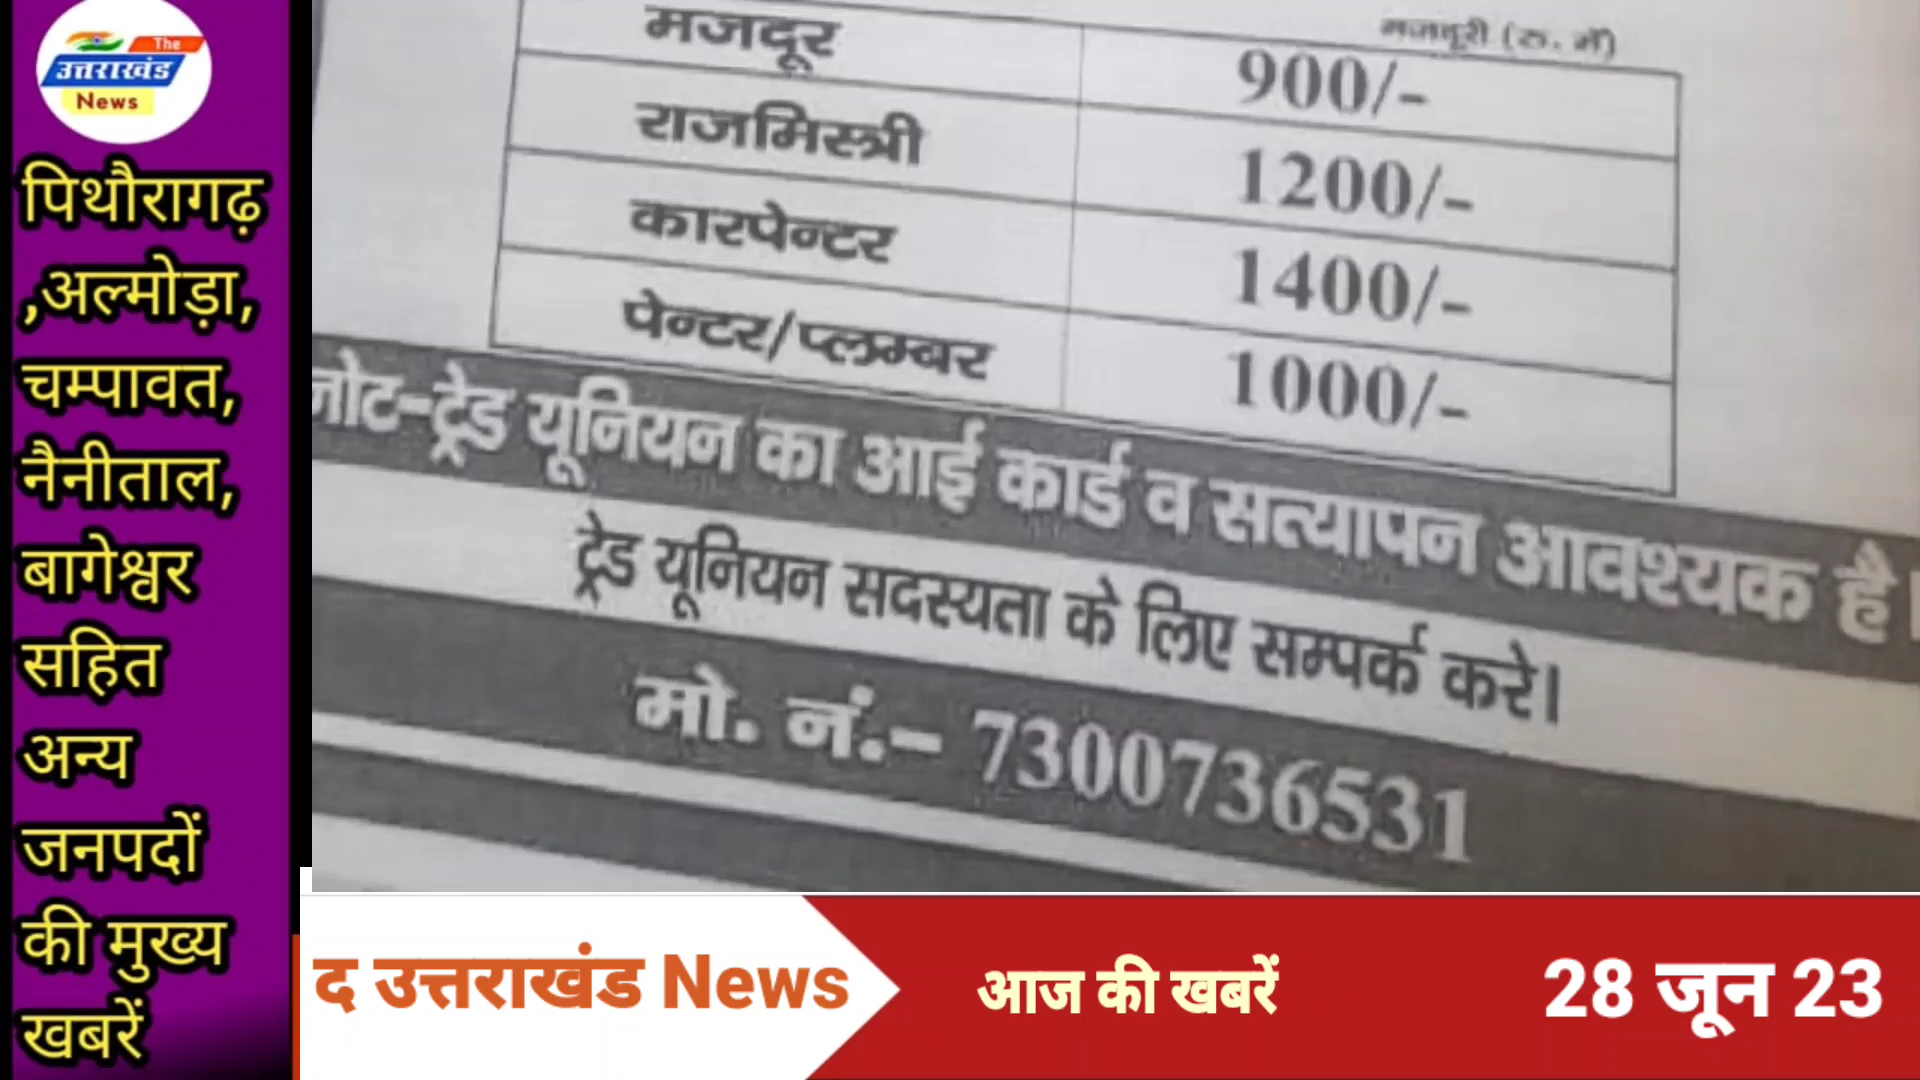 The
उत्तराखंड
News
पिथौरागढ़
,अल्मोड़ा,
चम्पावत,
नैनीताल,
बागेश्वर
सहित
अन्य
जनपदों
की मुख्य
खबरें
मजदूरी (रु. में)
मजदूर 900/-
राजमिस्त्री 1200/-
कारपेन्टर 1400/-
पेन्टर/प्लम्बर 1000/-
नोट-ट्रेड यूनियन का आई कार्ड व सत्यापन आवश्यक है।
ट्रेड यूनियन सदस्यता के लिए सम्पर्क करे।
मो. नं.- 7300736531
द उत्तराखंड News आज की खबरें 28 जून 23